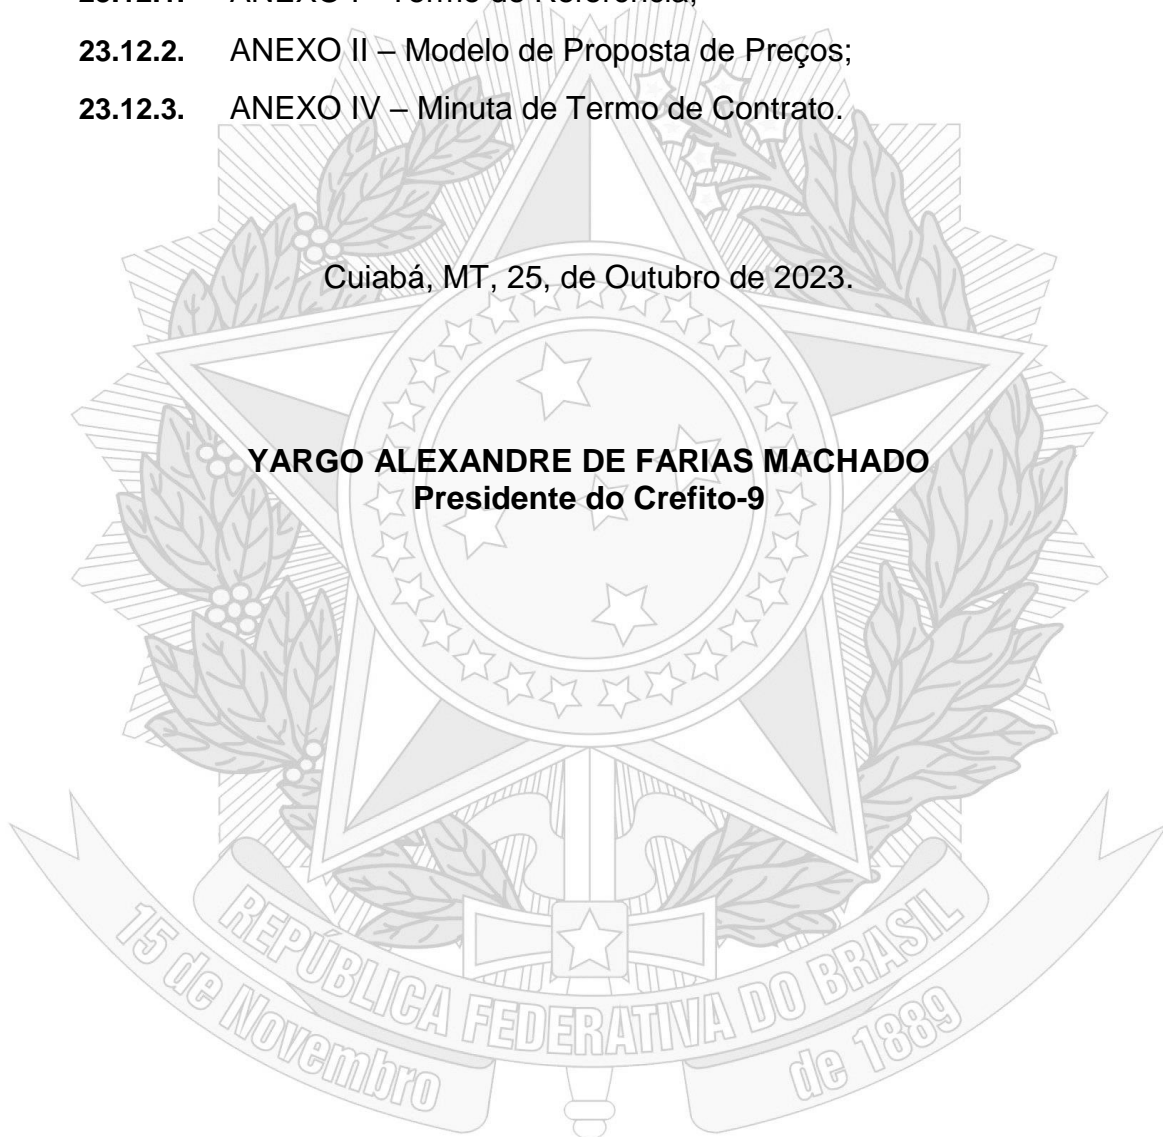 23.12.2. ANEXO II – Modelo de Proposta de Preços;
23.12.3. ANEXO IV – Minuta de Termo de Contrato.
Cuiabá, MT, 25, de Outubro de 2023.
YARGO ALEXANDRE DE FARIAS MACHADO
Presidente do Crefito-9
REPÚBLICA FEDERATIVA DO BRASIL
15 de Novembro
de 1889